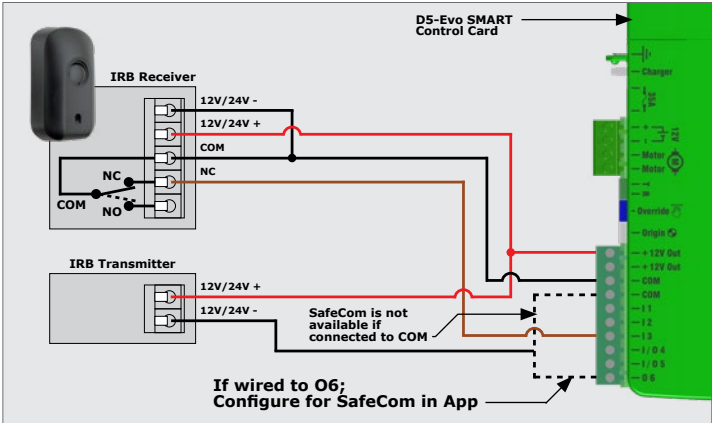 D5-Evo SMART
Control Card
IRB Receiver
12V/24V -
12V/24V +
COM
NC
NC
COM
NO
IRB Transmitter
12V/24V +
12V/24V -
SafeCom is not
available if
connected to COM
If wired to O6;
Configure for SafeCom in App
Charger
35A
+
-
12V
Motor
Motor
M
Override
Origin
+12V Out
+12V Out
COM
COM
I 1
I 2
I 3
I/O 4
I/O 5
O 6